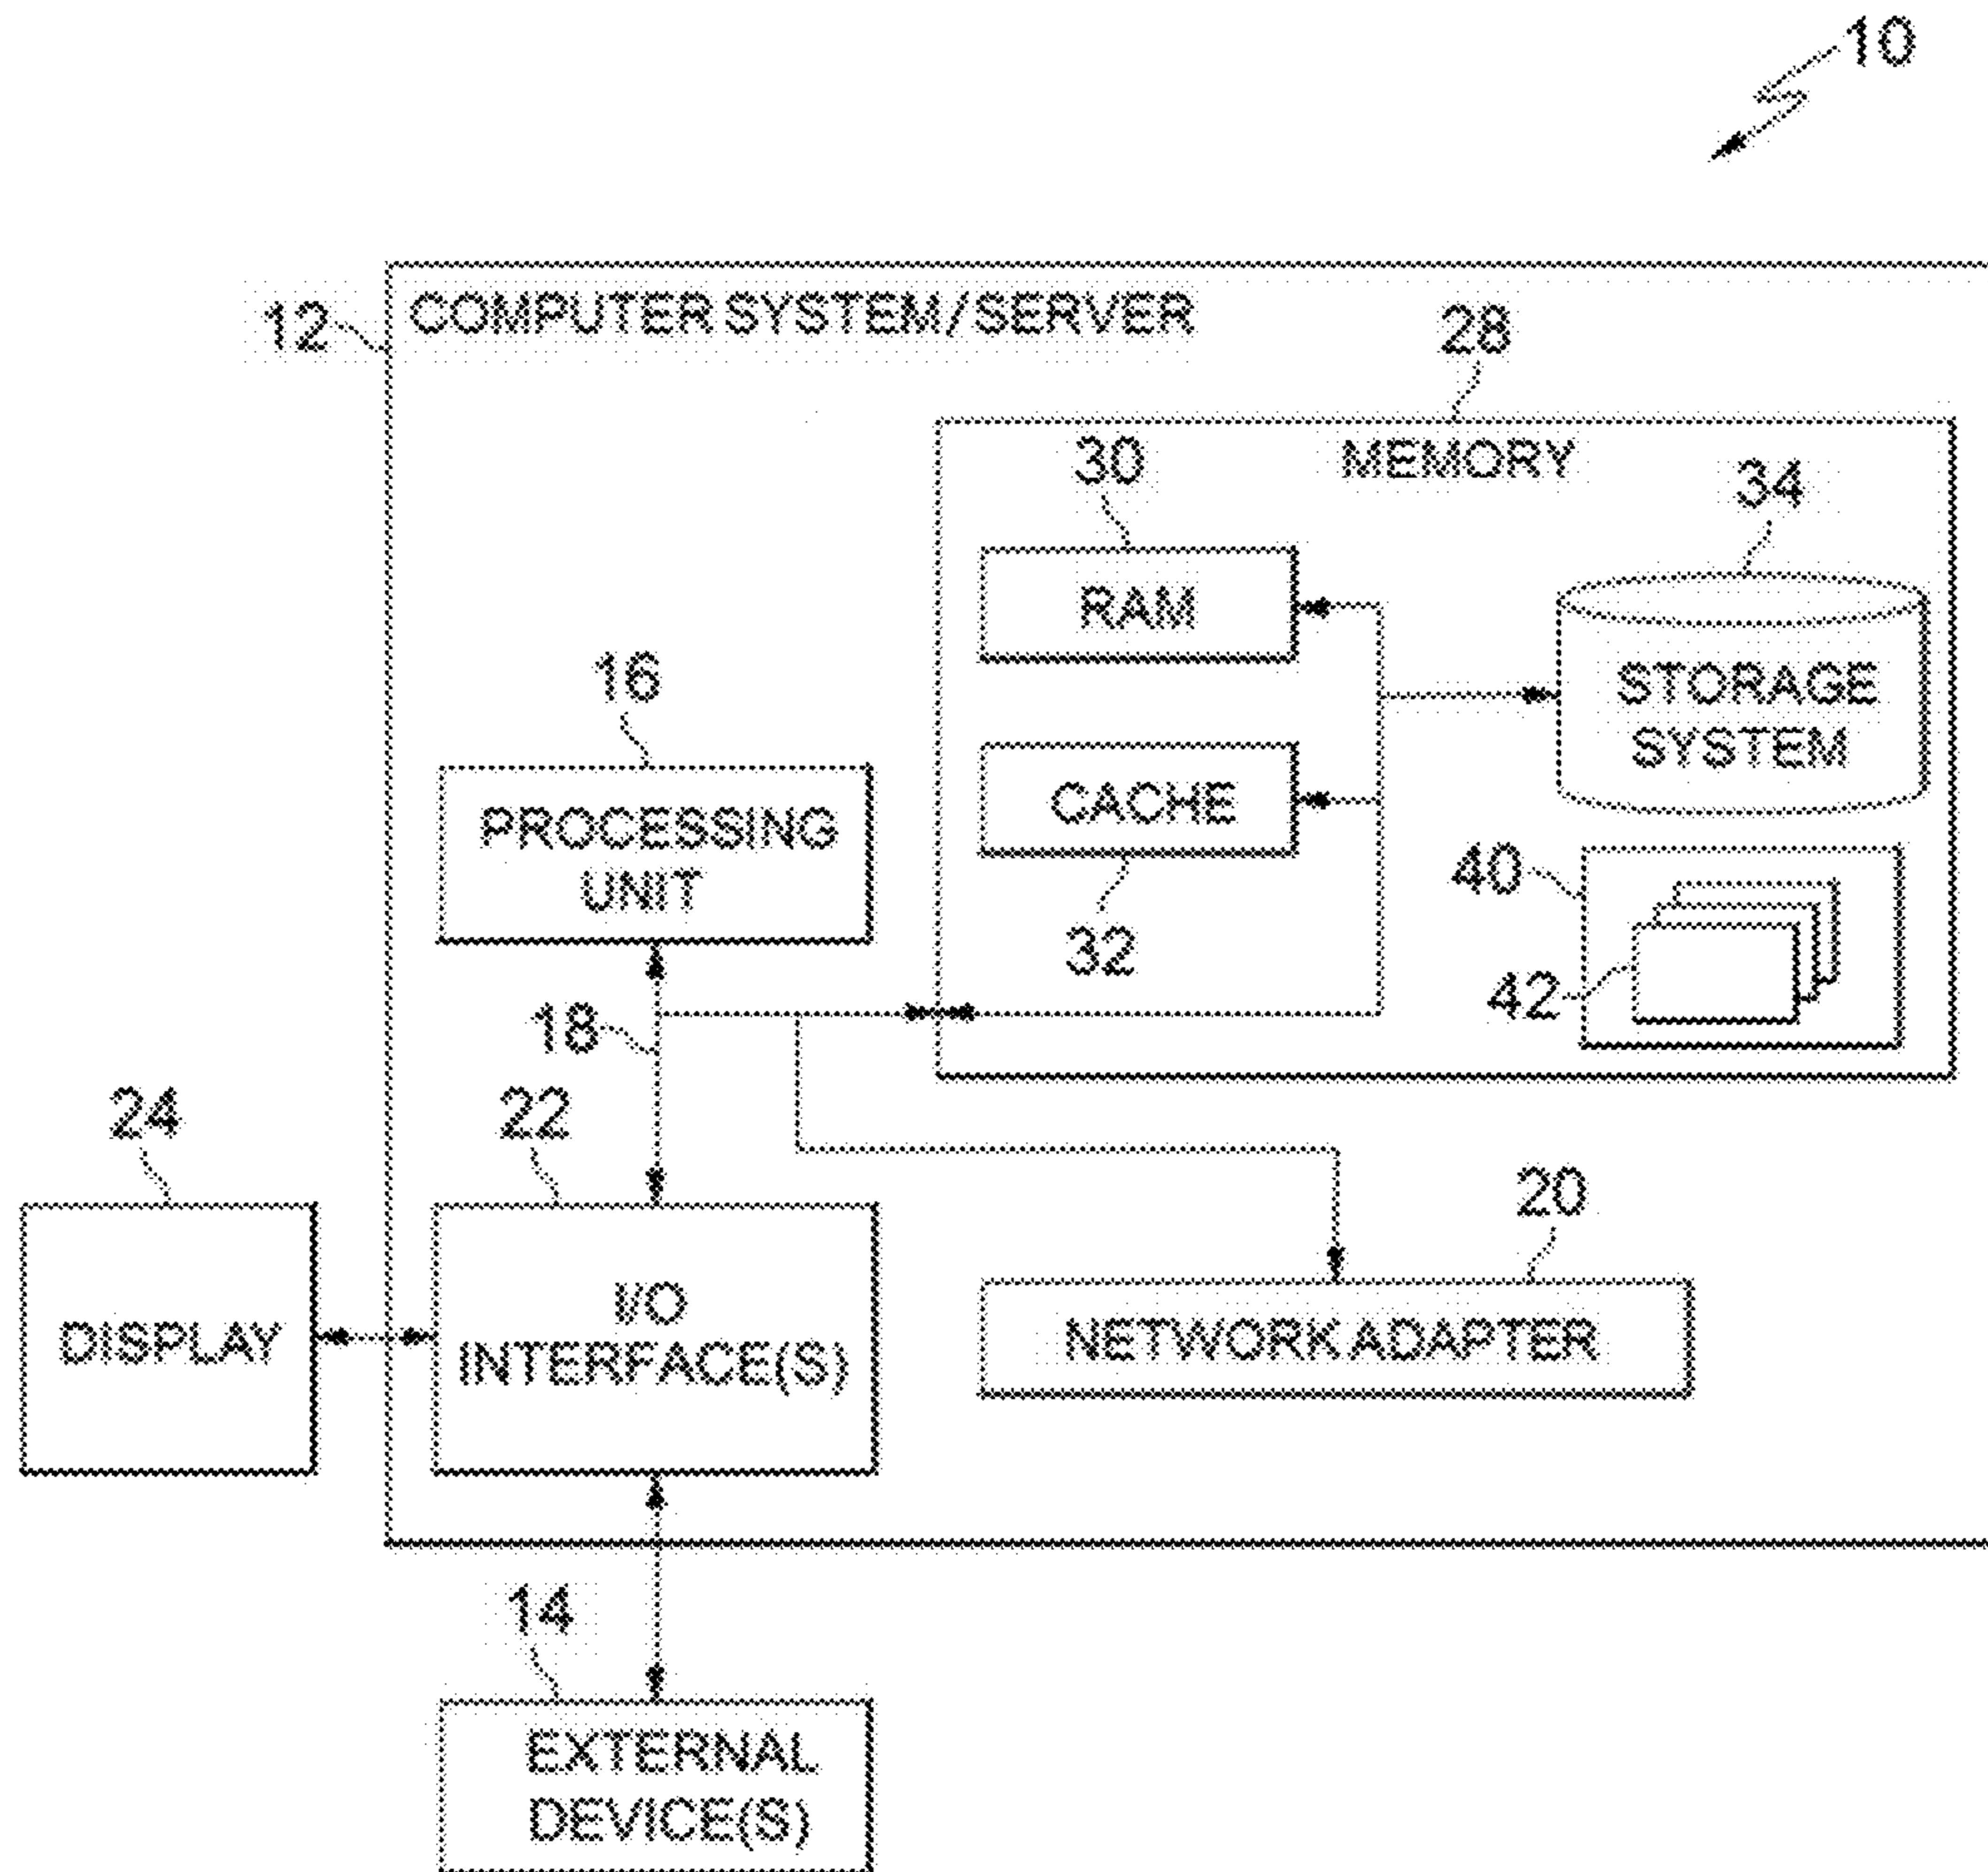 10
12
COMPUTER SYSTEM/SERVER
28
MEMORY
30
34
RAM
STORAGE
SYSTEM
16
CACHE
PROCESSING
UNIT
40
32
42
18
24
22
20
DISPLAY
I/O
INTERFACE(S)
NETWORK ADAPTER
14
EXTERNAL
DEVICE(S)